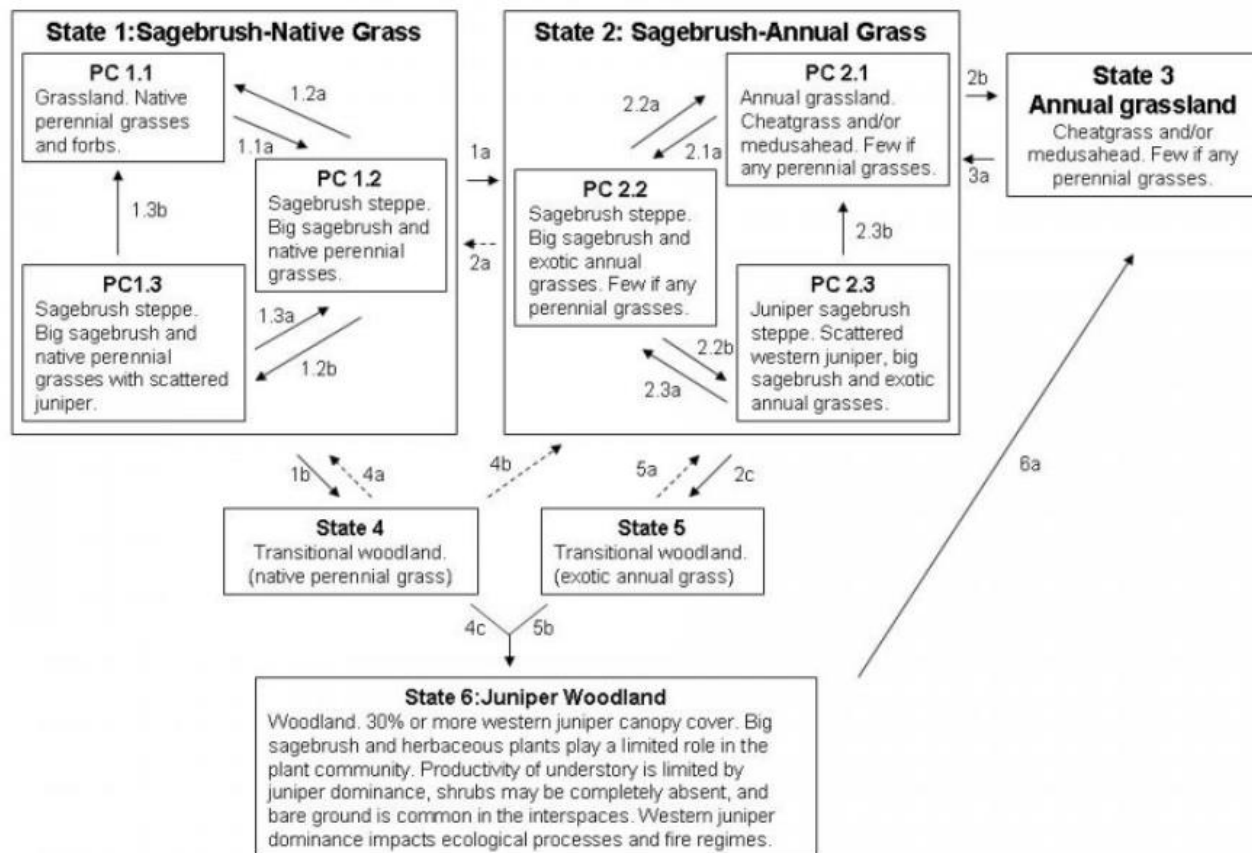 State 1:Sagebrush-Native Grass
PC 1.1
Grassland. Native
perennial grasses
and forbs.
1.2a
1.1a
PC 1.2
Sagebrush steppe.
Big sagebrush and
native perennial
grasses.
1.3b
PC1.3
Sagebrush steppe.
Big sagebrush and
native perennial
grasses with scattered
juniper.
1.3a
1.2b
1a
2a
State 2: Sagebrush-Annual Grass
PC 2.1
Annual grassland.
Cheatgrass and/or
medusahead. Few if
any perennial grasses.
2.2a
2.1a
PC 2.2
Sagebrush steppe.
Big sagebrush and
exotic annual
grasses. Few if any
perennial grasses.
2.3b
PC 2.3
Juniper sagebrush
steppe. Scattered
western juniper, big
sagebrush and exotic
annual grasses.
2.2b
2.3a
2b
3a
State 3
Annual grassland
Cheatgrass and/or
medusahead. Few if any
perennial grasses.
1b
4a
4b
5a
2c
6a
State 4
Transitional woodland.
(native perennial grass)
State 5
Transitional woodland.
(exotic annual grass)
4c
5b
State 6:Juniper Woodland
Woodland. 30% or more western juniper canopy cover. Big
sagebrush and herbaceous plants play a limited role in the
plant community. Productivity of understory is limited by
juniper dominance, shrubs may be completely absent, and
bare ground is common in the interspaces. Western juniper
dominance impacts ecological processes and fire regimes.